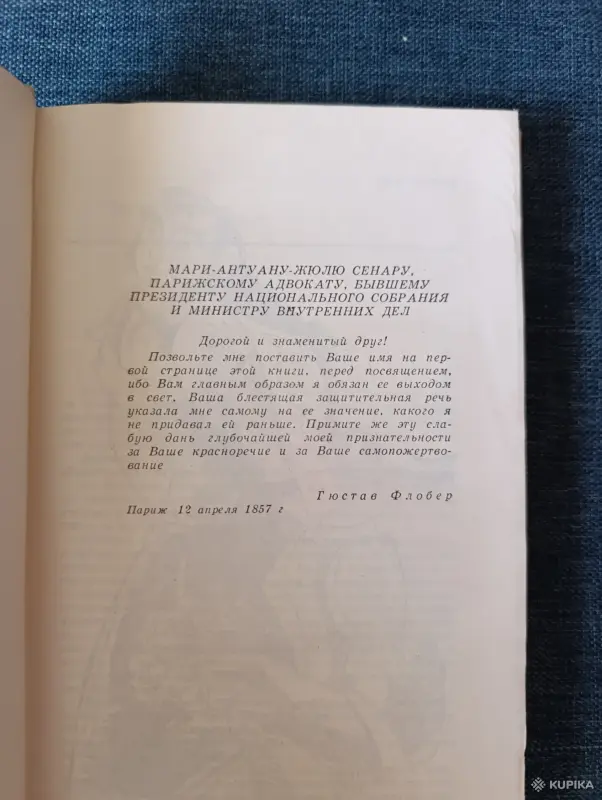 МАРИ-АНТУАНУ-ЖЮЛЮ СЕНАРУ,
ПАРИЖСКОМУ АДВОКАТУ, БЫВШЕМУ
ПРЕЗИДЕНТУ НАЦИОНАЛЬНОГО СОБРАНИЯ
И МИНИСТРУ ВНУТРЕННИХ ДЕЛ
Дорогой и знаменитый друг!
Позвольте мне поставить Ваше имя на пер-
вой странице этой книги, перед посвящением,
ибо Вам главным образом я обязан ее выходом
в свет. Ваша блестящая защитительная речь
указала мне самому на ее значение, какого я
не придавал ей раньше. Примите же эту сла-
бую дань глубочайшей моей признательности
за Ваше красноречие и за Ваше самопожертво-
вание
Гюстав Флобер
Париж 12 апреля 1857 г
KUPIKA